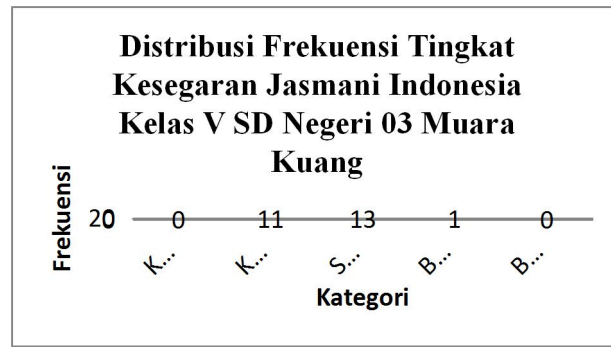 Distribusi Frekuensi Tingkat
Kesegaran Jasmani Indonesia
Kelas V SD Negeri 03 Muara
Kuang
Frekuensi
20 0 11 13 1 0
K... K... S... B... B...
Kategori